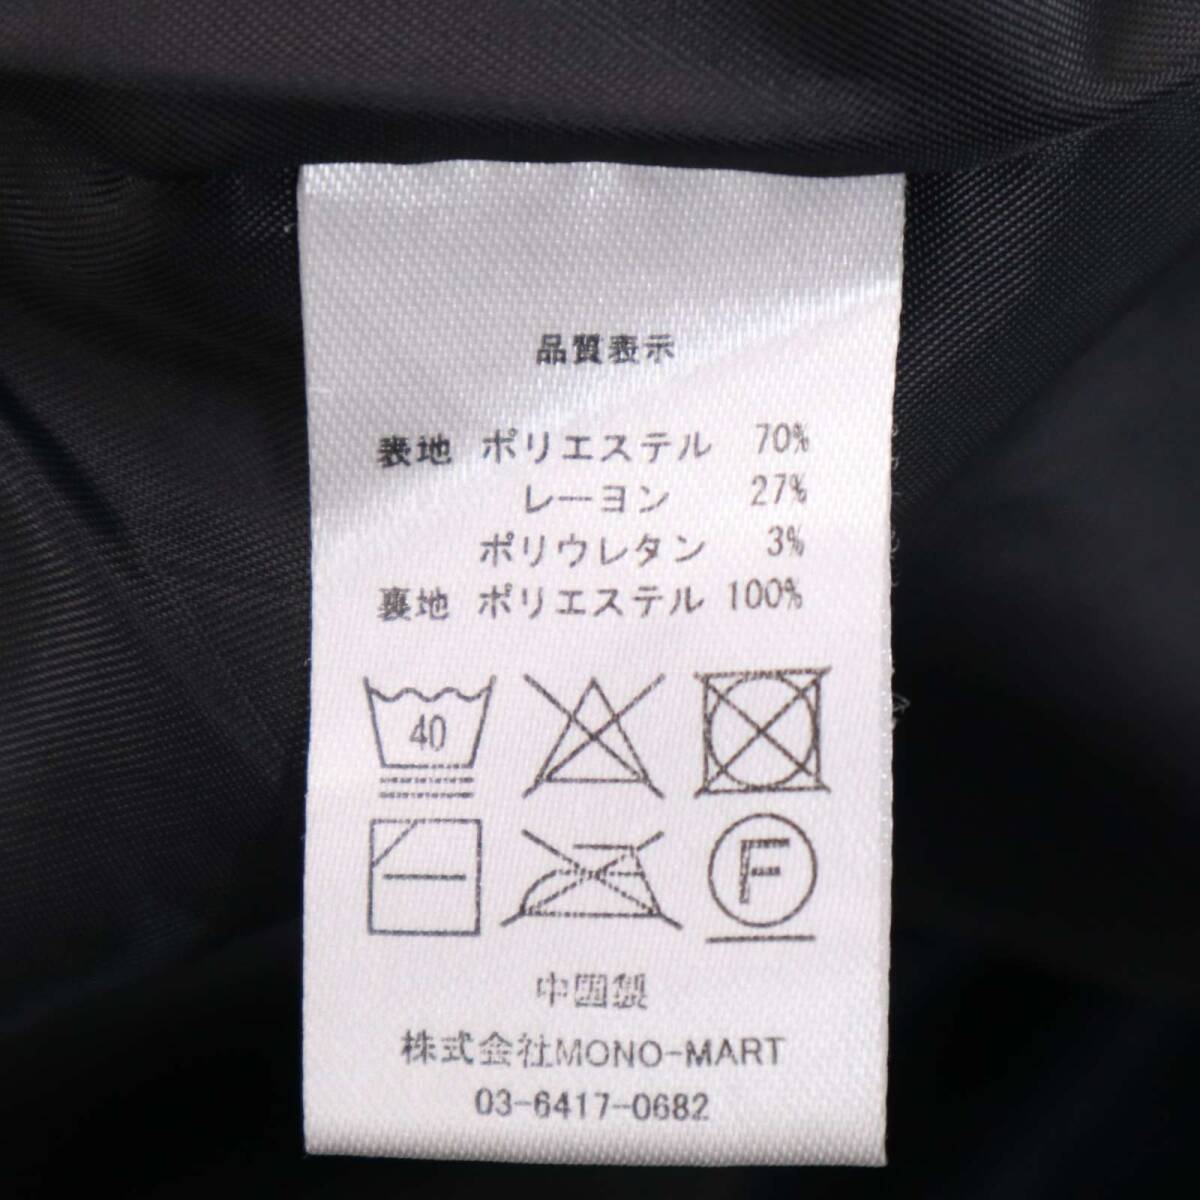 品質表示
表地 ポリエステル 70%
レーヨン 27%
ポリウレタン 3%
裏地 ポリエステル 100%
40
F
中国製
株式会社MONO-MART
03-6417-0682